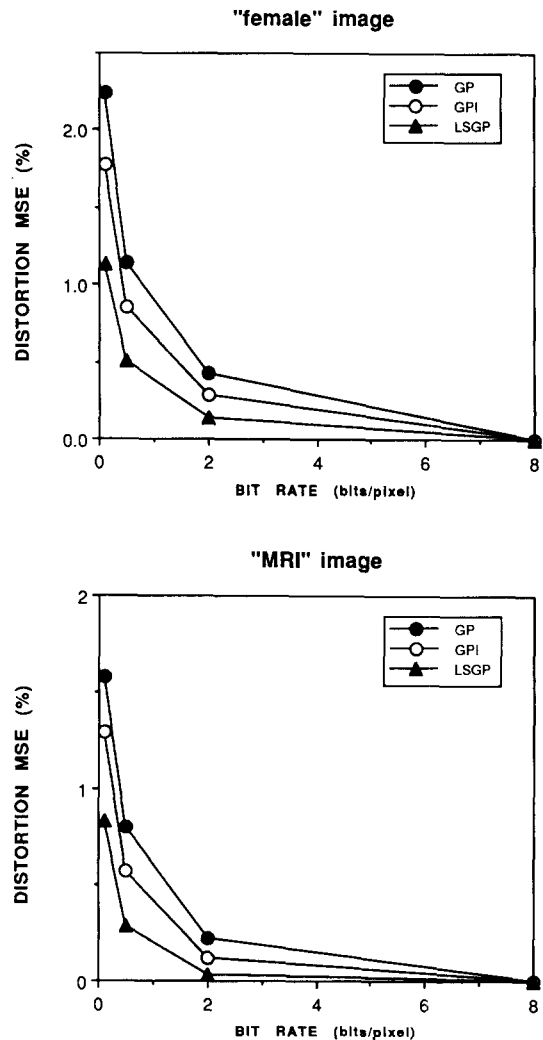 "female" image
GP
GPI
LSGP
2.0
1.0
0.0
DISTORTION MSE (%)
0 2 4 6 8
BIT RATE (bits/pixel)
"MRI" image
GP
GPI
LSGP
2
1
0
DISTORTION MSE (%)
0 2 4 6 8
BIT RATE (bits/pixel)